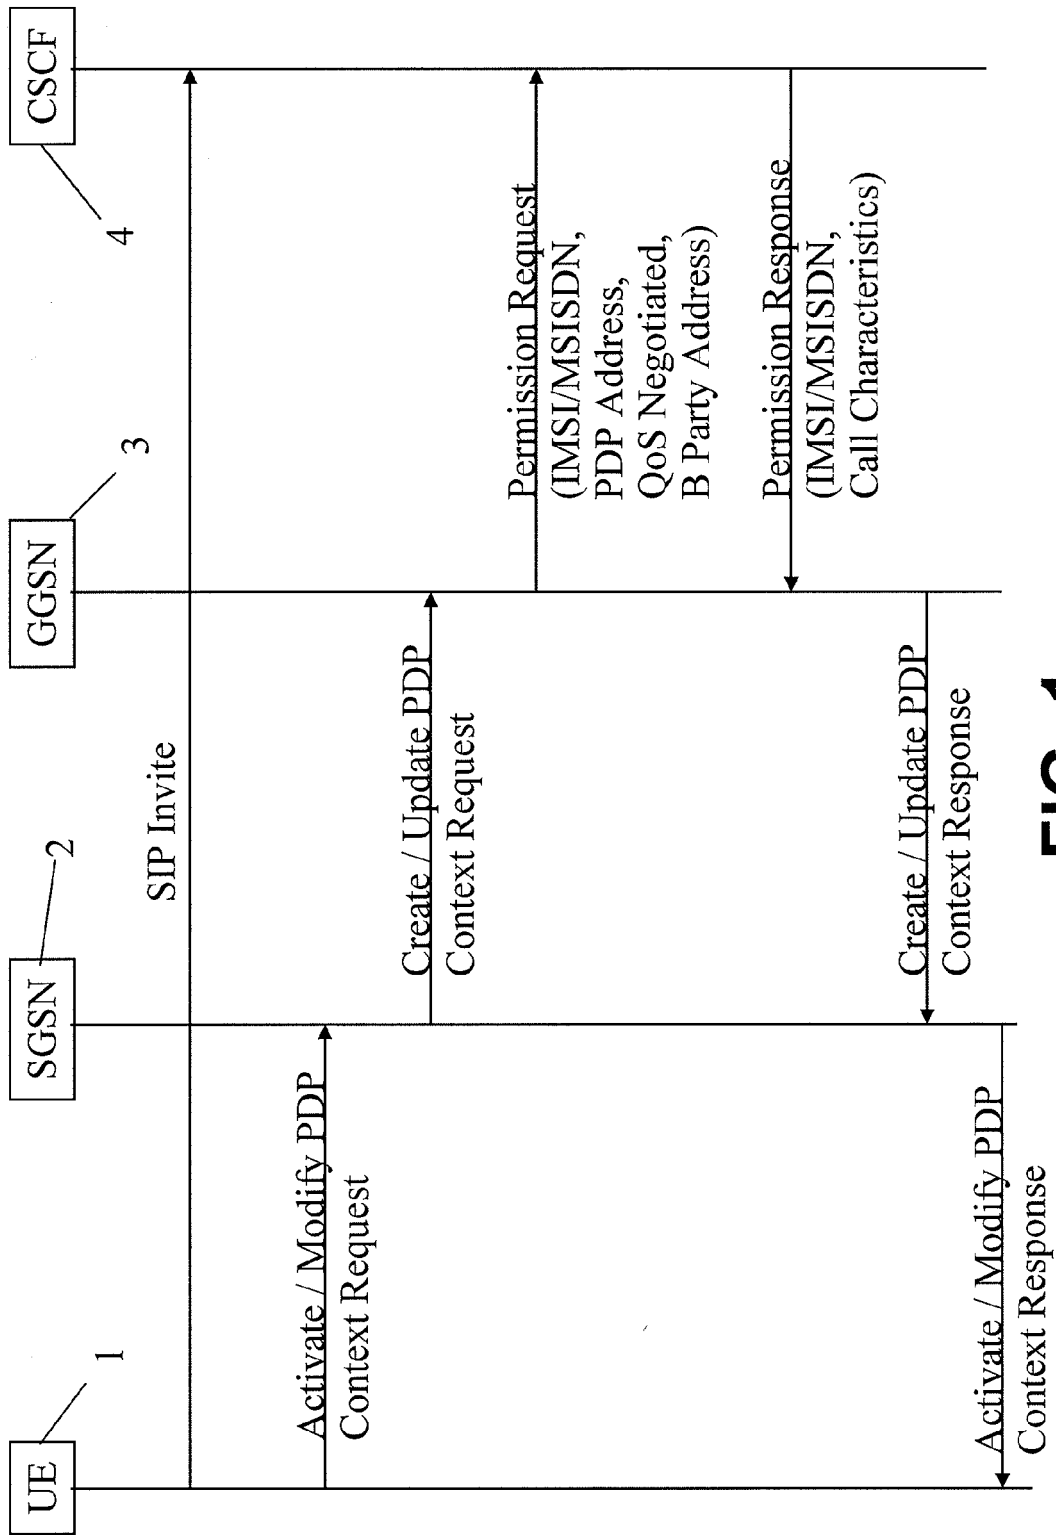 UE
SGSN
GGSN
CSCF
1
2
3
4
SIP Invite
Activate / Modify PDP
Context Request
Create / Update PDP
Context Request
Permission Request
(IMSI/MSISDN,
PDP Address,
QoS Negotiated,
B Party Address)
Permission Response
(IMSI/MSISDN,
Call Characteristics)
Create / Update PDP
Context Response
Activate / Modify PDP
Context Response